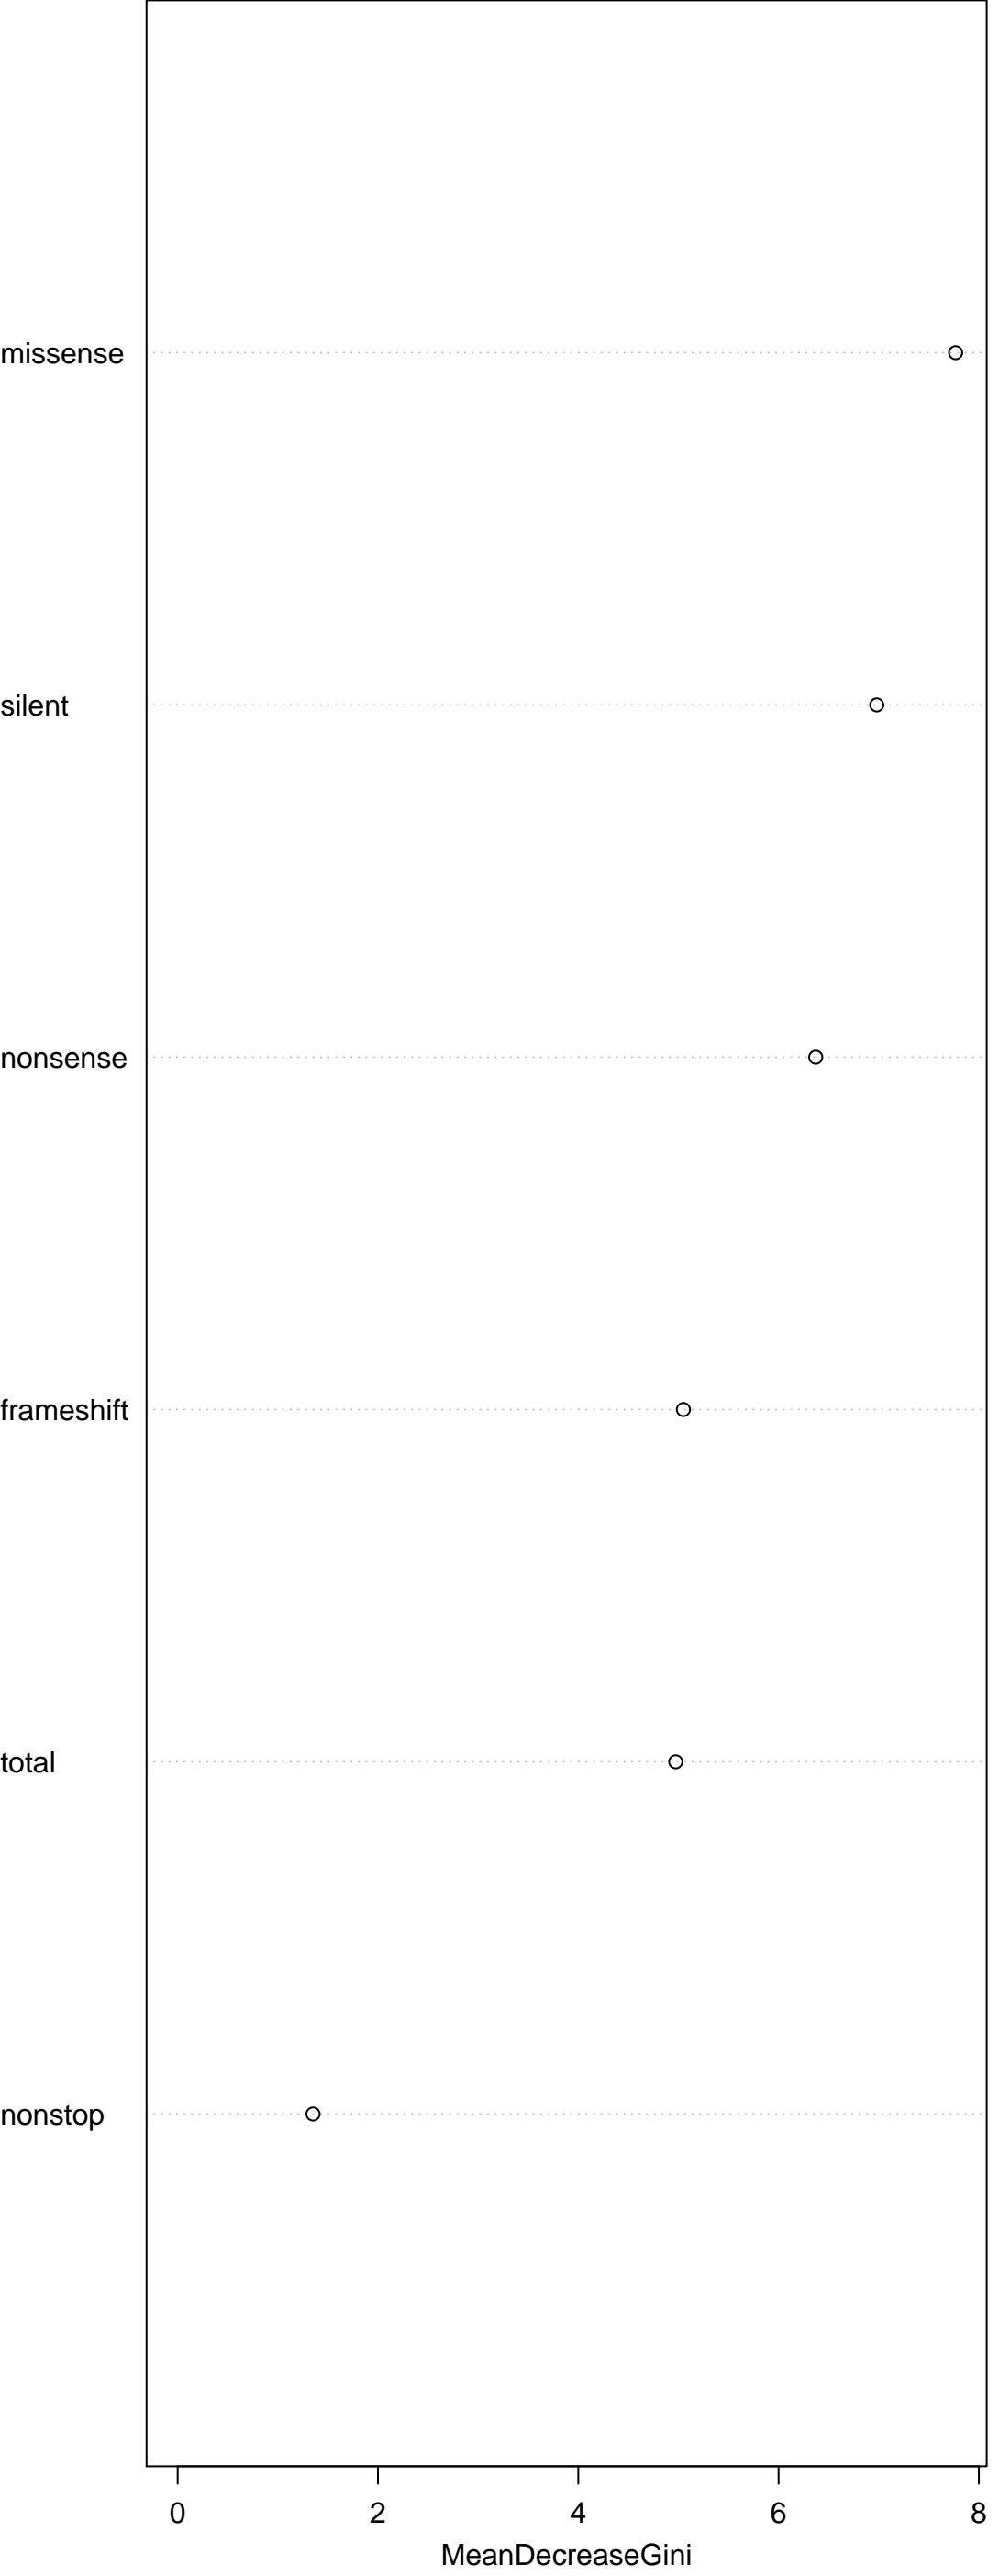 missense
silent
nonsense
frameshift
total
nonstop
0 2 4 6 8
MeanDecreaseGini